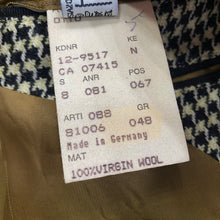 KDNR KE
12-9517 N
CA 07415
S ANR POS
8 081 067
ARTI 088 GR
81006 048
Made in Germany
MAT
100%VIRGIN WOOL